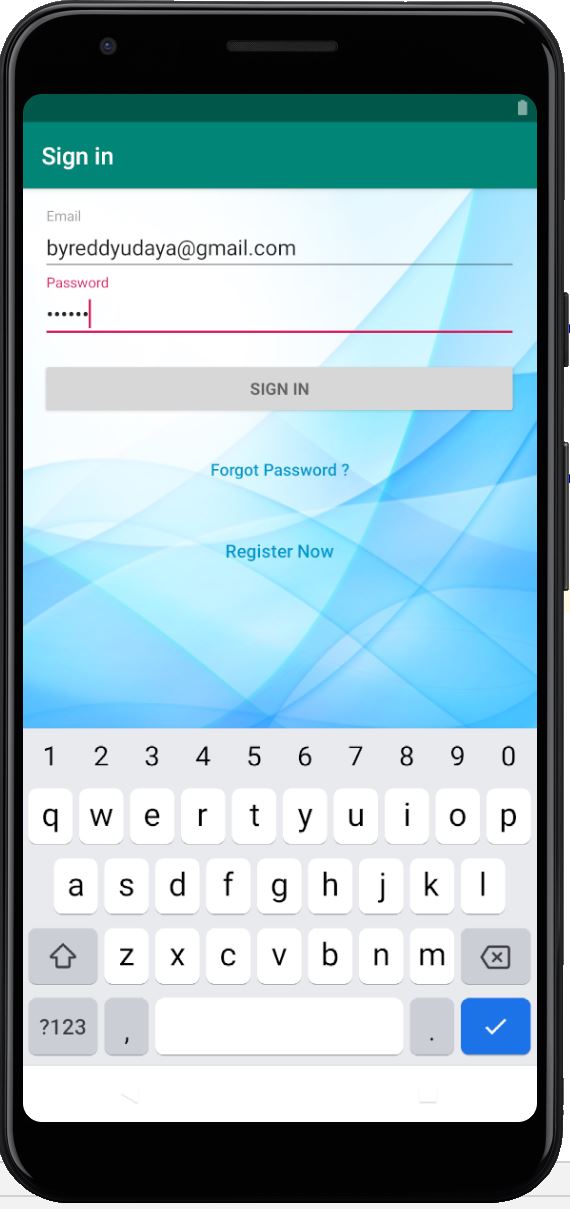 Sign in
Email
byreddyudaya@gmail.com
Password
••••••
SIGN IN
Forgot Password ?
Register Now
1 2 3 4 5 6 7 8 9 0
q w e r t y u i o p
a s d f g h j k l
z x c v b n m
?123 , .